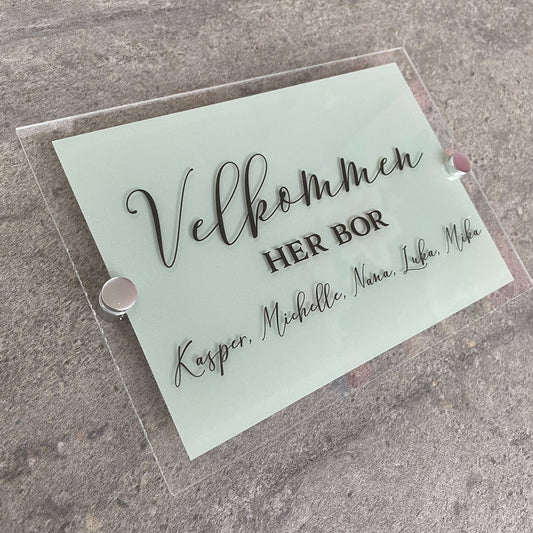 Velkommen
HER BOR
Kasper, Michelle, Nana, Luka, Mika